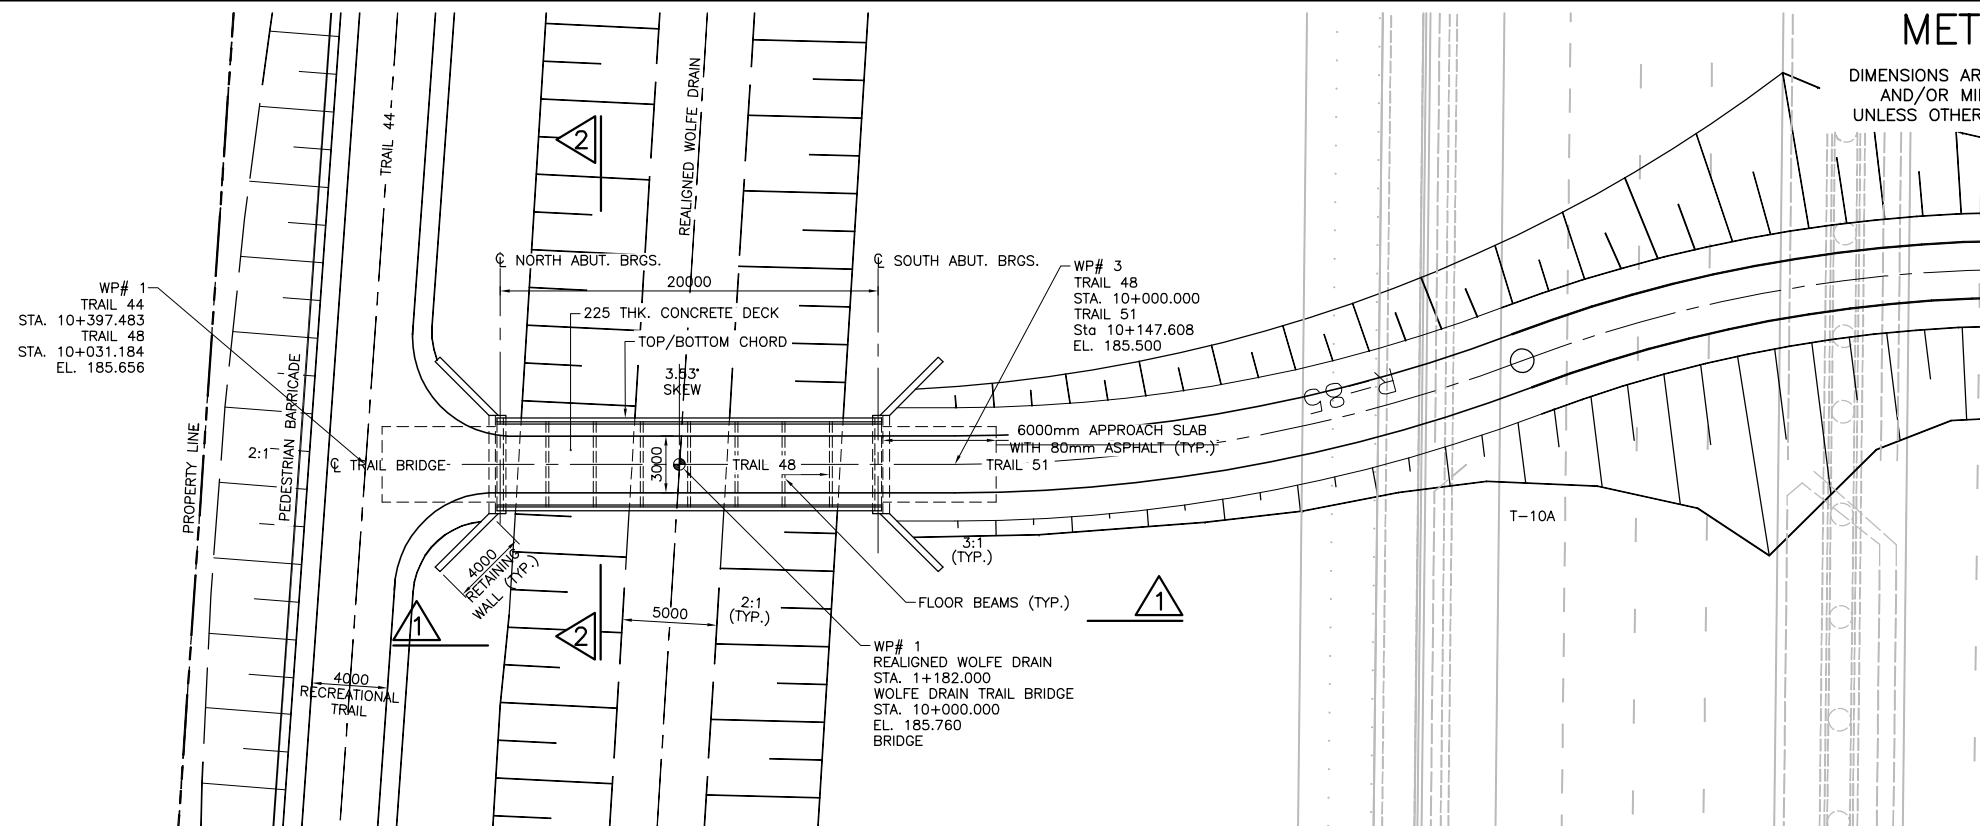 MET
DIMENSIONS AR
AND/OR MI
UNLESS OTHER
TRAIL 44
REALIGNED WOLFE DRAIN
2
℄ NORTH ABUT. BRGS.
℄ SOUTH ABUT. BRGS.
20000
WP# 1
TRAIL 44
STA. 10+397.483
TRAIL 48
STA. 10+031.184
EL. 185.656
WP# 3
TRAIL 48
STA. 10+000.000
TRAIL 51
Sta 10+147.608
EL. 185.500
225 THK. CONCRETE DECK
TOP/BOTTOM CHORD
3.53°
SKEW
R 85
PROPERTY LINE
PEDESTRIAN BARRICADE
2:1
℄ TRAIL BRIDGE
3000
TRAIL 48
TRAIL 51
6000mm APPROACH SLAB
WITH 80mm ASPHALT (TYP.)
T-10A
3:1
(TYP.)
4000
RETAINING
WALL (TYP.)
1
2
5000
2:1
(TYP.)
FLOOR BEAMS (TYP.)
1
WP# 1
REALIGNED WOLFE DRAIN
STA. 1+182.000
WOLFE DRAIN TRAIL BRIDGE
STA. 10+000.000
EL. 185.760
BRIDGE
4000
RECREATIONAL
TRAIL